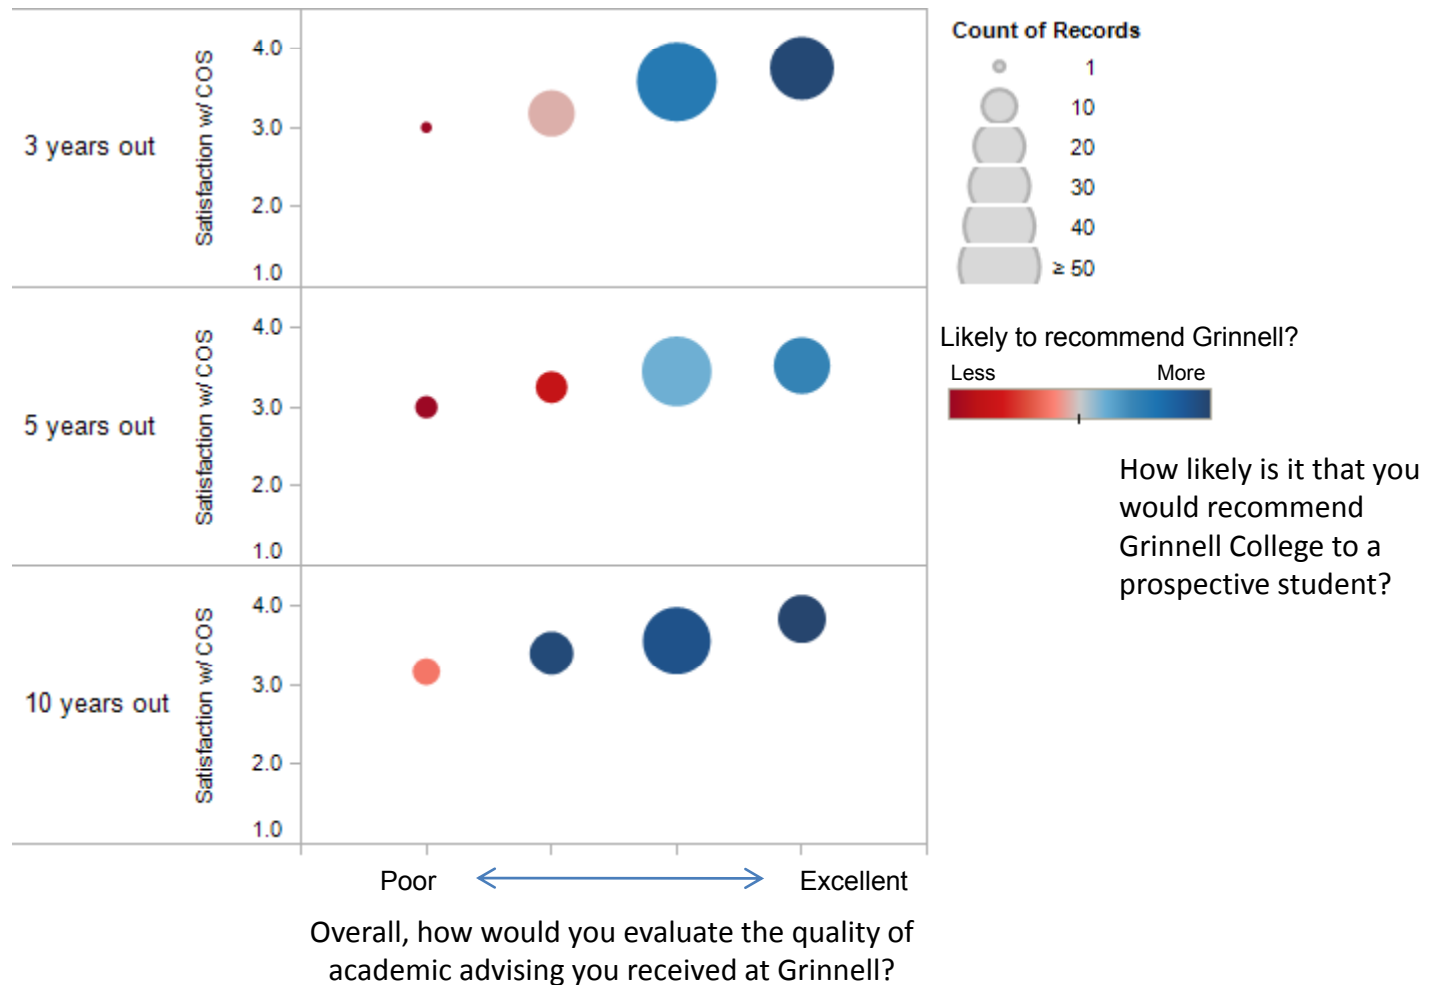 3 years out
Satisfaction w/ COS
4.0
3.0
2.0
1.0
5 years out
Satisfaction w/ COS
4.0
3.0
2.0
1.0
10 years out
Satisfaction w/ COS
4.0
3.0
2.0
1.0
Poor
Excellent
Overall, how would you evaluate the quality of
academic advising you received at Grinnell?
Count of Records
1
10
20
30
40
≥ 50
Likely to recommend Grinnell?
Less More
How likely is it that you
would recommend
Grinnell College to a
prospective student?